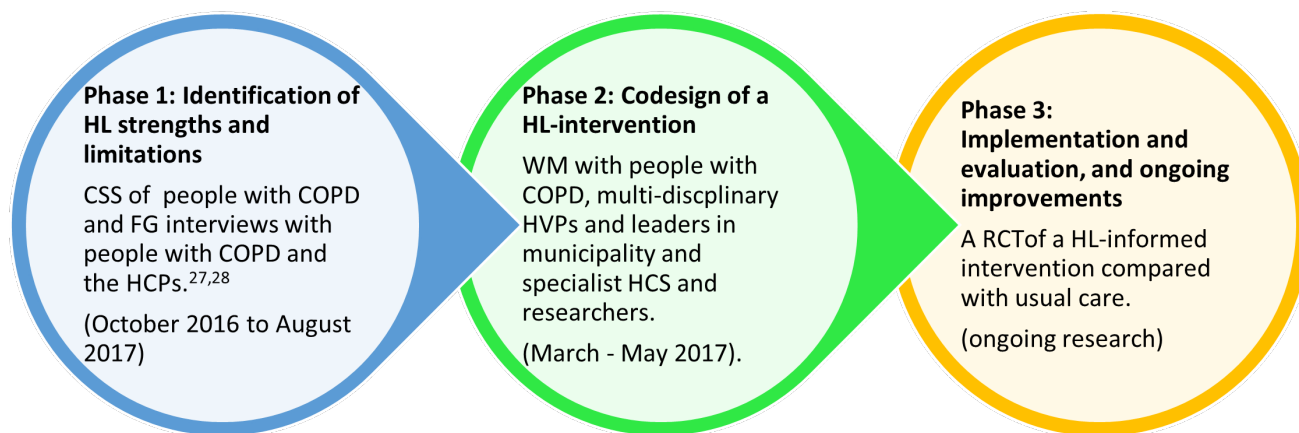 Phase 1: Identification of
HL strengths and
limitations
CSS of  people with COPD
and FG interviews with
people with COPD and
the HCPs.27,28
(October 2016 to August
2017)
Phase 2: Codesign of a
HL-intervention
WM with people with
COPD, multi-discplinary
HVPs and leaders in
municipality and
specialist HCS and
researchers.
(March - May 2017).
Phase 3:
Implementation and
evaluation, and ongoing
improvements
A RCTof a HL-informed
intervention compared
with usual care.
(ongoing research)